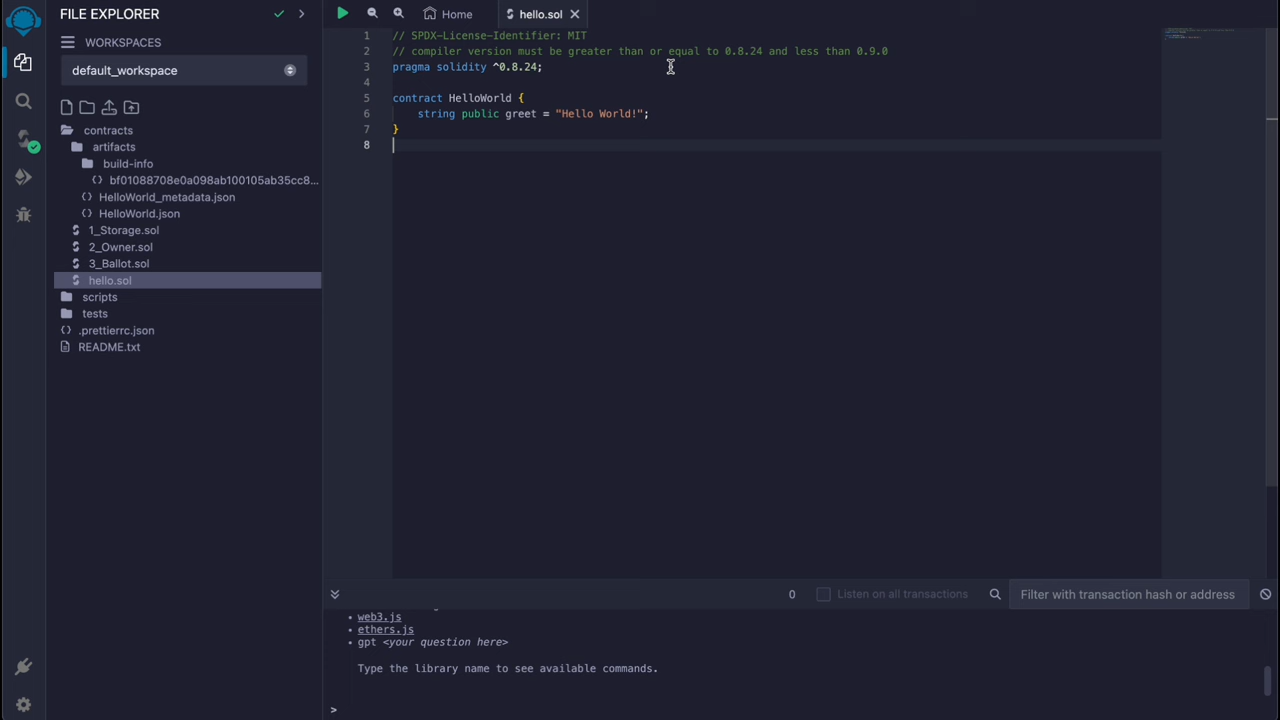 FILE EXPLORER
WORKSPACES
default_workspace
contracts
artifacts
build-info
bf01088708e0a098ab100105ab35cc8...
HelloWorld_metadata.json
HelloWorld.json
1_Storage.sol
2_Owner.sol
3_Ballot.sol
hello.sol
scripts
tests
.prettierrc.json
README.txt
Home
hello.sol
1 // SPDX-License-Identifier: MIT
2 // compiler version must be greater than or equal to 0.8.24 and less than 0.9.0
3 pragma solidity ^0.8.24;
4
5 contract HelloWorld {
6 string public greet = "Hello World!";
7 }
8
0 Listen on all transactions Filter with transaction hash or address
• web3.js
• ethers.js
• gpt <your question here>
Type the library name to see available commands.
>